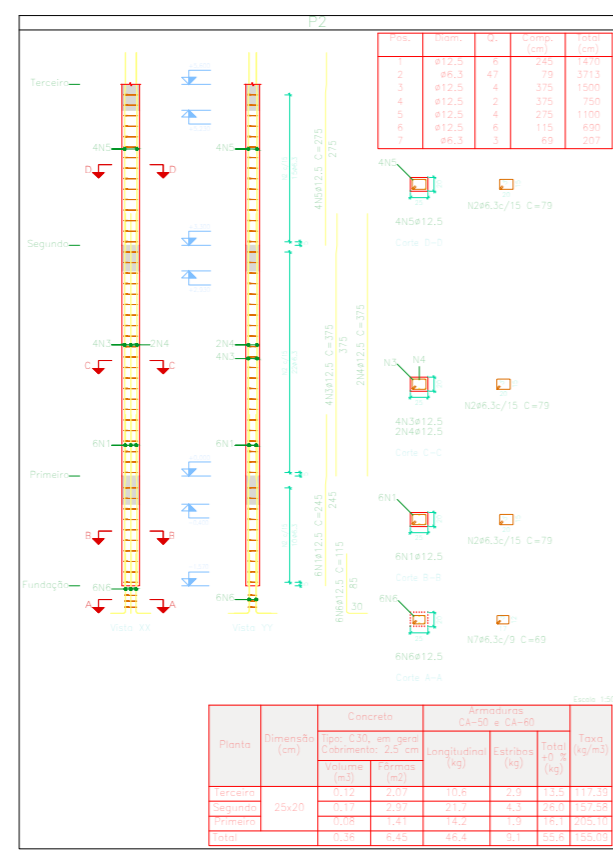 P2
Pos. Diam. Q. Comp. (cm) Total (cm)
1 ø12.5 6 245 1470
2 ø6.3 47 79 3713
3 ø12.5 4 375 1500
4 ø12.5 2 375 750
5 ø12.5 4 275 1100
6 ø12.5 6 115 690
7 ø6.3 3 69 207
Terceiro
4N5
4N5
D D
4N5ø12.5 C=275
275
4N5
4N5ø12.5
Corte D-D
N2ø6.3c/15 C=79
Segundo
4N3 2N4
2N4
4N3
C C
4N3ø12.5 C=375
375
2N4ø12.5 C=375
N3 N4
4N3ø12.5
2N4ø12.5
Corte C-C
N2ø6.3c/15 C=79
6N1
6N1
Primeiro
B B
6N1ø12.5 C=245
245
6N1
6N1ø12.5
Corte B-B
N2ø6.3c/15 C=79
Fundação
6N6
6N6
A A
6N6ø12.5 C=115
85
30
Vista XX
Vista YY
6N6
6N6ø12.5
Corte A-A
N7ø6.3c/9 C=69
Escala 1:50
Planta Dimensão (cm) Concreto Armaduras CA-50 e CA-60 Taxa (kg/m3)
Tipo: C30, em geral
Cobrimento: 2.5 cm
Volume (m3) Fôrmas (m2) Longitudinal (kg) Estribos (kg) Total +0 % (kg)
Terceiro 25x20 0.12 2.07 10.6 2.9 13.5 117.39
Segundo 0.17 2.97 21.7 4.3 26.0 157.58
Primeiro 0.08 1.41 14.2 1.9 16.1 205.10
Total 0.36 6.45 46.4 9.1 55.6 155.09